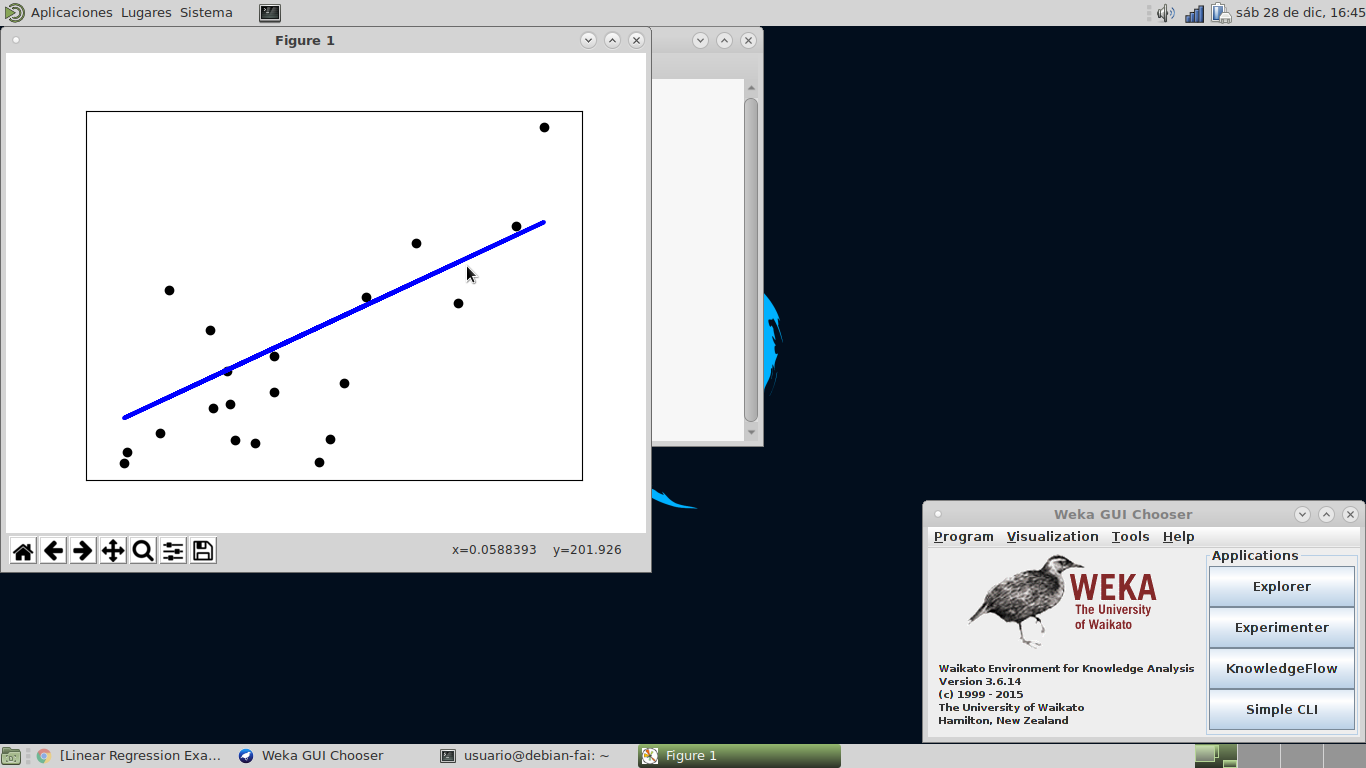 Aplicaciones Lugares Sistema
sáb 28 de dic, 16:45
Figure 1
x=0.0588393 y=201.926
Weka GUI Chooser
Program Visualization Tools Help
WEKA
The University
of Waikato
Waikato Environment for Knowledge Analysis
Version 3.6.14
(c) 1999 - 2015
The University of Waikato
Hamilton, New Zealand
Applications
Explorer
Experimenter
KnowledgeFlow
Simple CLI
[Linear Regression Exa... Weka GUI Chooser usuario@debian-fai: ~ Figure 1